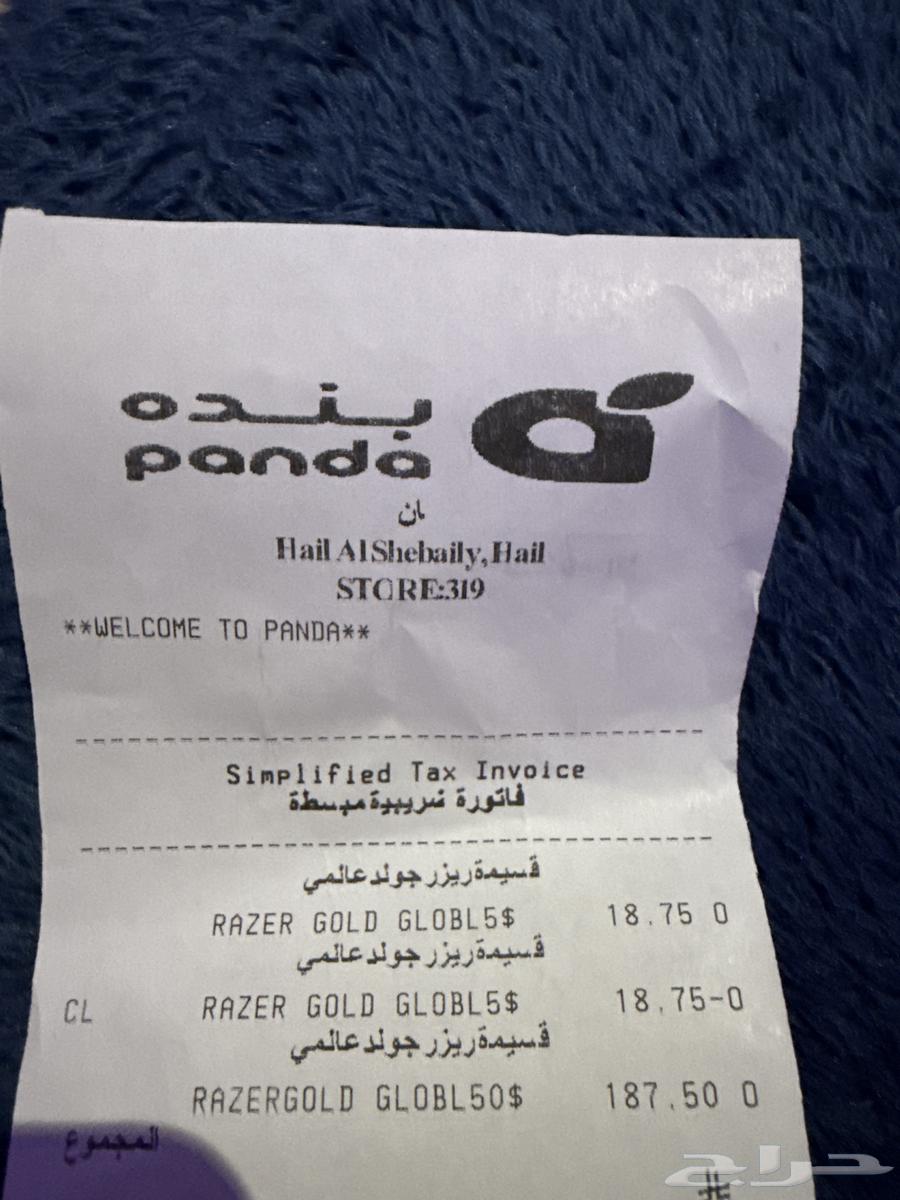 بنده
panda
Hail Al Shebaily, Hail
STORE:319
**WELCOME TO PANDA**
Simplified Tax Invoice
فاتورة ضريبية مبسطة
قسيمة ريزر جولد عالمي
RAZER GOLD GLOBL5$ 18.75 0
قسيمة ريزر جولد عالمي
CL RAZER GOLD GLOBL5$ 18.75-0
قسيمة ريزر جولد عالمي
RAZERGOLD GLOBL50$ 187.50 0
المجموع
حراج